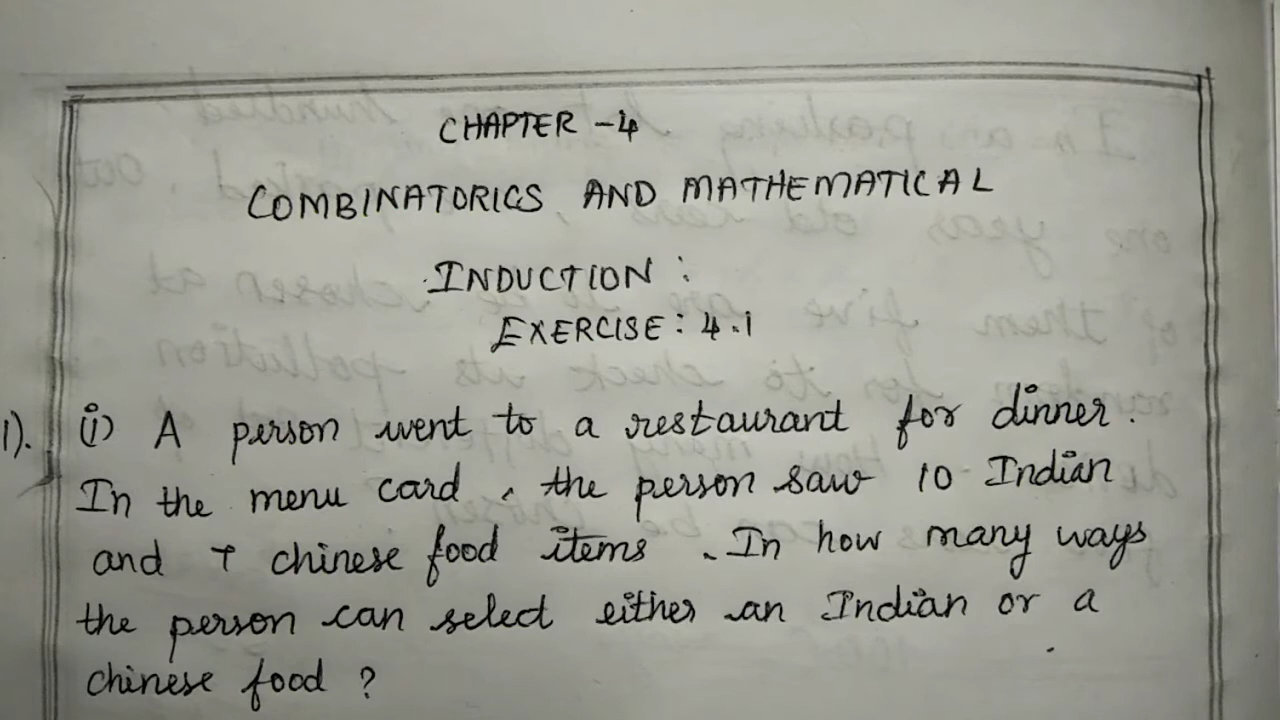 CHAPTER -4
COMBINATORICS AND MATHEMATICAL
INDUCTION :
EXERCISE : 4.1
1). (i) A person went to a restaurant for dinner.
In the menu card, the person saw 10 Indian
and 7 chinese food items. In how many ways
the person can select either an Indian or a
chinese food ?